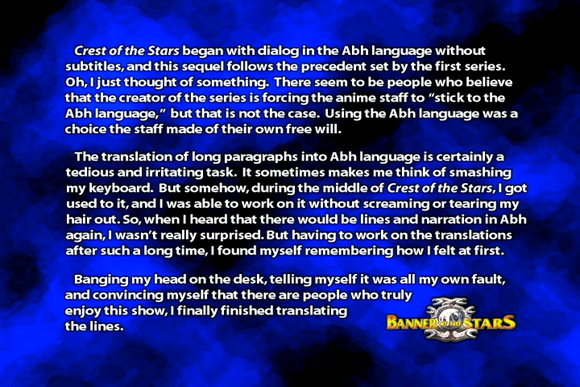 Crest of the Stars began with dialog in the Abh language without
subtitles, and this sequel follows the precedent set by the first series.
Oh, I just thought of something. There seem to be people who believe
that the creator of the series is forcing the anime staff to “stick to the
Abh language,” but that is not the case. Using the Abh language was a
choice the staff made of their own free will.
The translation of long paragraphs into Abh language is certainly a
tedious and irritating task. It sometimes makes me think of smashing
my keyboard. But somehow, during the middle of Crest of the Stars, I got
used to it, and I was able to work on it without screaming or tearing my
hair out. So, when I heard that there would be lines and narration in Abh
again, I wasn’t really surprised. But having to work on the translations
after such a long time, I found myself remembering how I felt at first.
Banging my head on the desk, telling myself it was all my own fault,
and convincing myself that there are people who truly
enjoy this show, I finally finished translating
the lines.
BANNER OF THE STARS